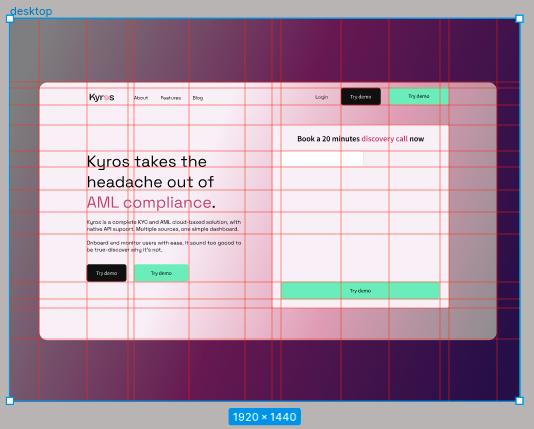 desktop
Kyros
About Features Blog
Login Try demo Try demo
Book a 20 minutes discovery call now
Kyros takes the
headache out of
AML compliance.
Kyros is a complete KYC and AML cloud-based solution, with
native API support. Multiple sources, one simple dashboard.
Onboard and monitor users with ease. It sound too goood to
be true-discover why it's not.
Try demo Try demo
Try demo
1920 × 1440